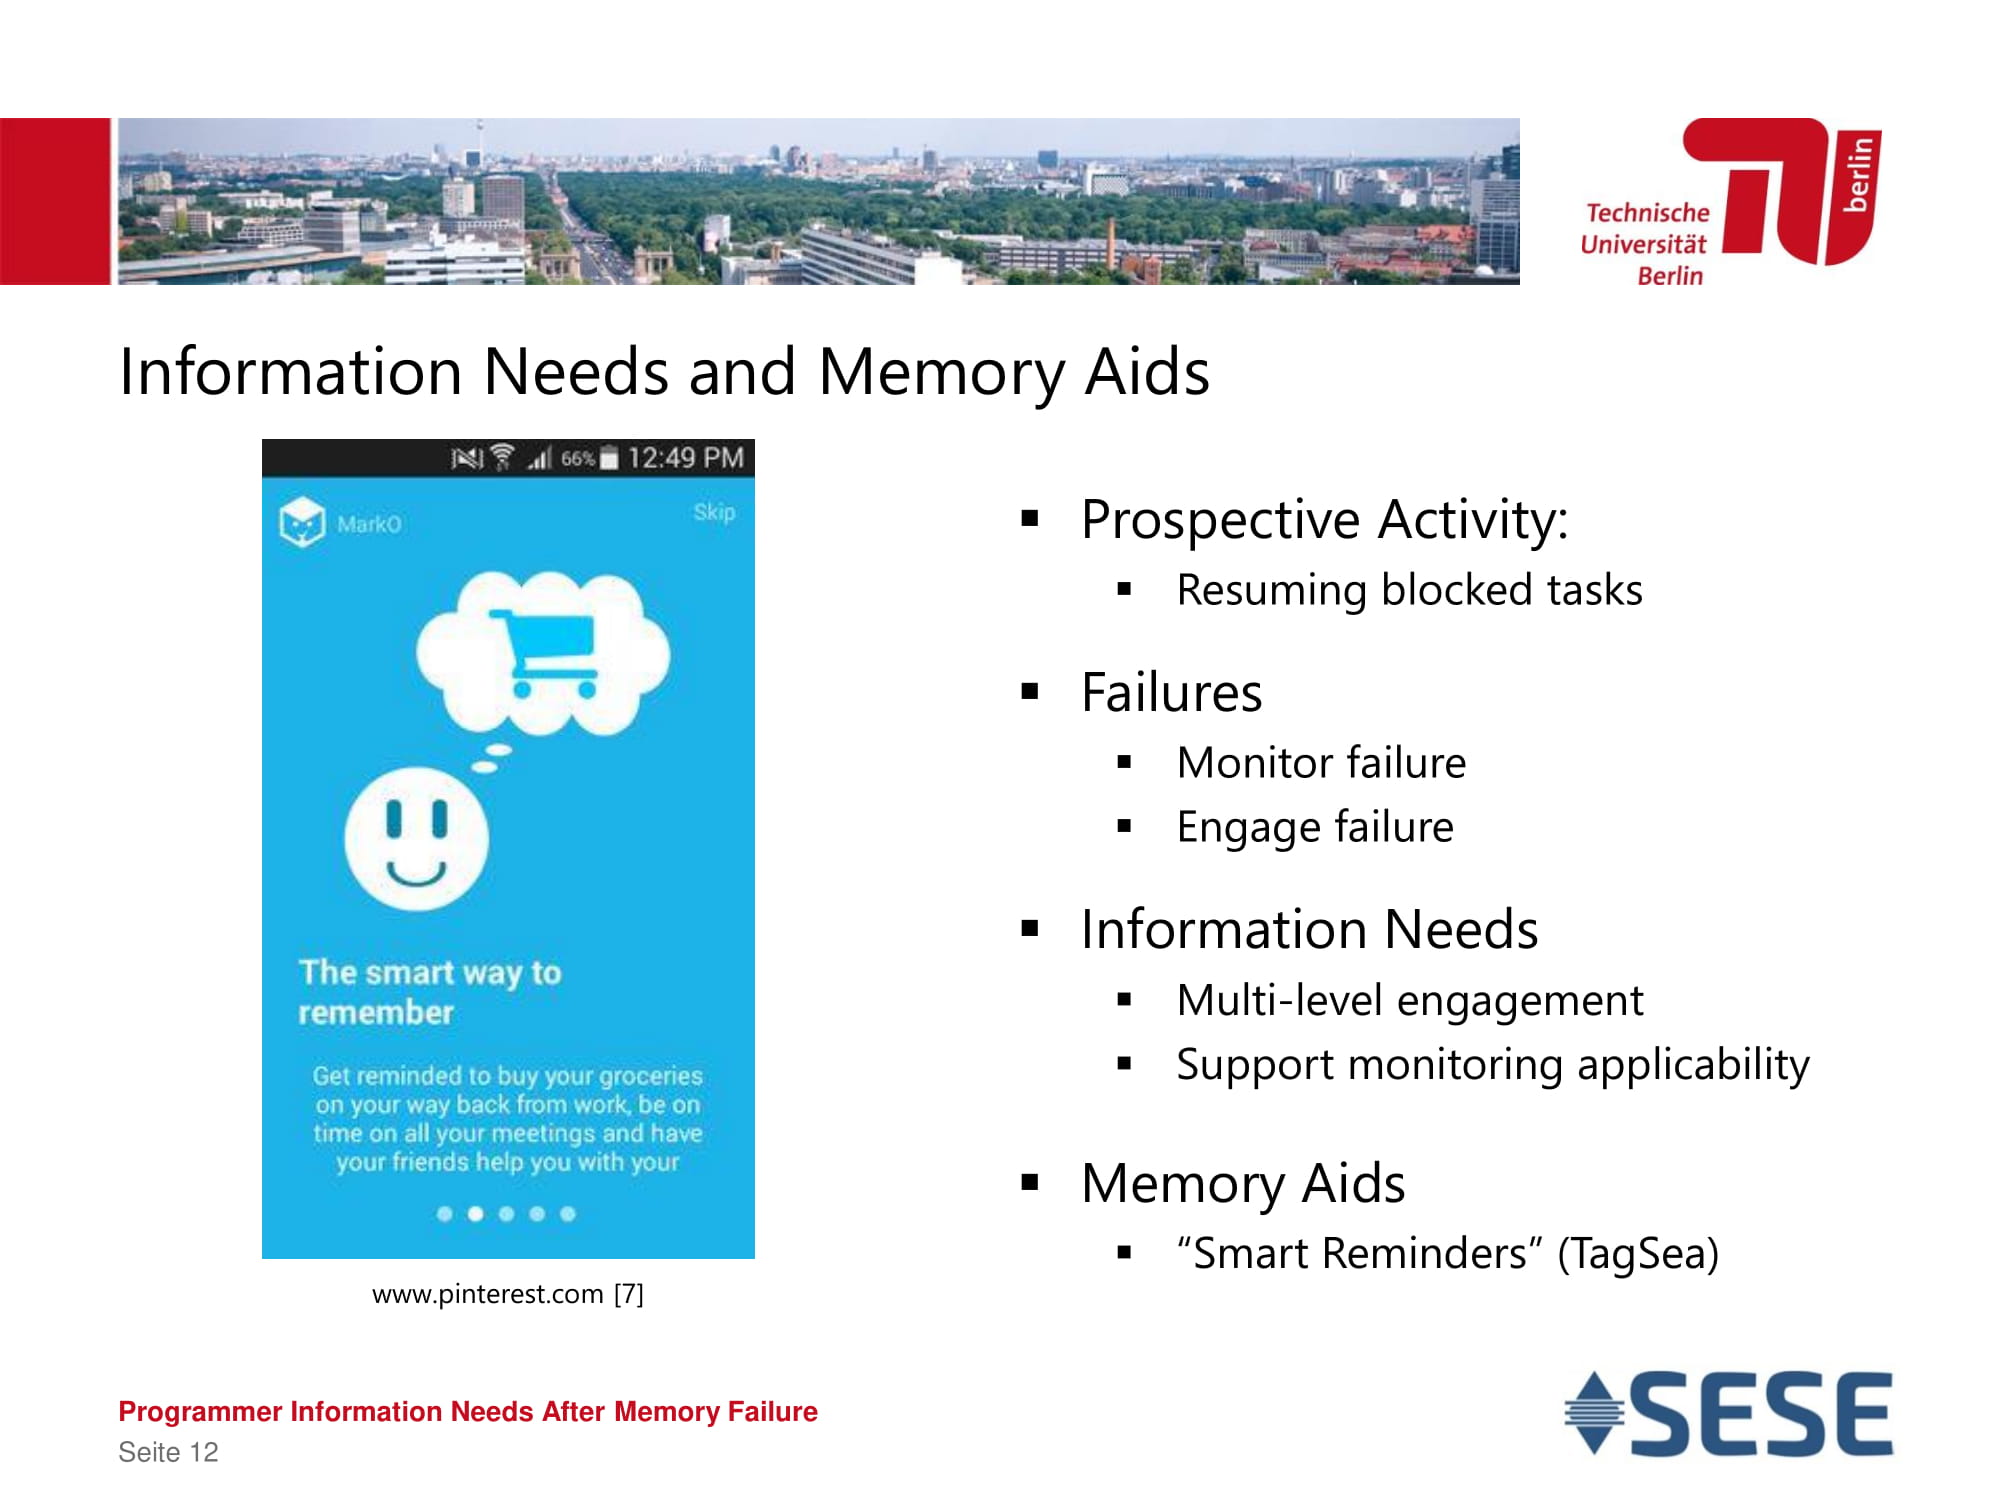 Technische
Universität
Berlin
berlin
Information Needs and Memory Aids
66% 12:49 PM
MarkO
Skip
The smart way to
remember
Get reminded to buy your groceries
on your way back from work, be on
time on all your meetings and have
your friends help you with your
www.pinterest.com [7]
▪ Prospective Activity:
▪ Resuming blocked tasks
▪ Failures
▪ Monitor failure
▪ Engage failure
▪ Information Needs
▪ Multi-level engagement
▪ Support monitoring applicability
▪ Memory Aids
▪ “Smart Reminders” (TagSea)
Programmer Information Needs After Memory Failure
Seite 12
SESE